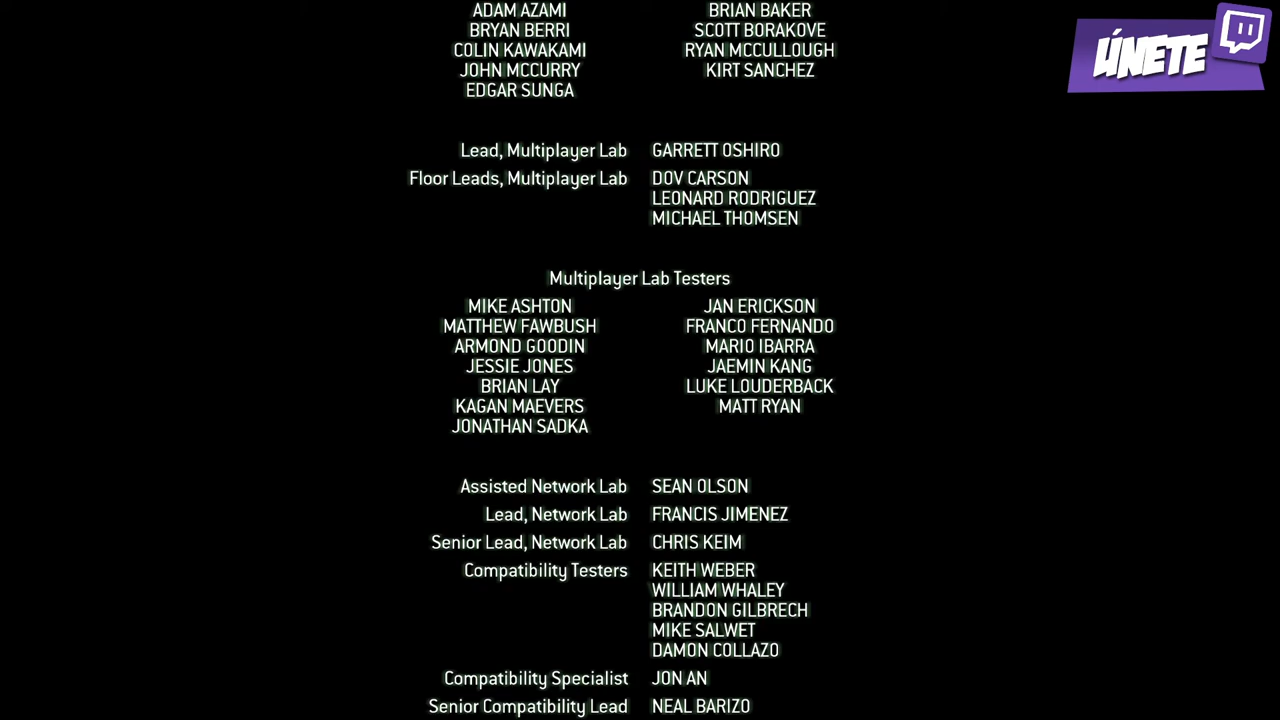 ADAM AZAMI BRIAN BAKER
BRYAN BERRI SCOTT BORAKOVE
COLIN KAWAKAMI RYAN MCCULLOUGH
JOHN MCCURRY KIRT SANCHEZ
EDGAR SUNGA
ÚNETE
Lead, Multiplayer Lab GARRETT OSHIRO
Floor Leads, Multiplayer Lab DOV CARSON
LEONARD RODRIGUEZ
MICHAEL THOMSEN
Multiplayer Lab Testers
MIKE ASHTON JAN ERICKSON
MATTHEW FAWBUSH FRANCO FERNANDO
ARMOND GOODIN MARIO IBARRA
JESSIE JONES JAEMIN KANG
BRIAN LAY LUKE LOUDERBACK
KAGAN MAEVERS MATT RYAN
JONATHAN SADKA
Assisted Network Lab SEAN OLSON
Lead, Network Lab FRANCIS JIMENEZ
Senior Lead, Network Lab CHRIS KEIM
Compatibility Testers KEITH WEBER
WILLIAM WHALEY
BRANDON GILBRECH
MIKE SALWET
DAMON COLLAZO
Compatibility Specialist JON AN
Senior Compatibility Lead NEAL BARIZO